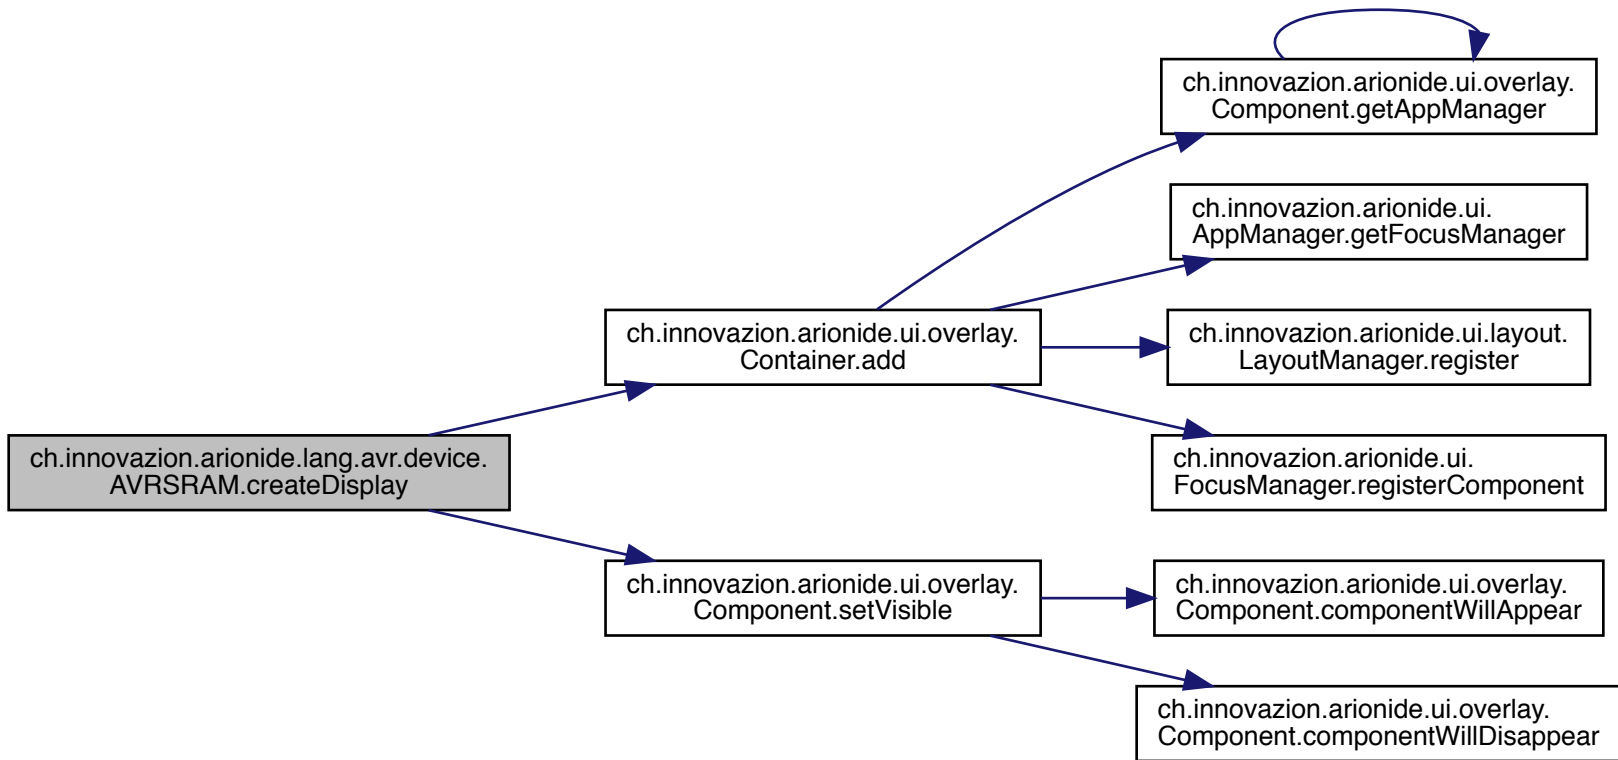 ch.innovazion.arionide.ui.overlay.
Component.getAppManager
ch.innovazion.arionide.ui.
AppManager.getFocusManager
ch.innovazion.arionide.ui.overlay.
Container.add
ch.innovazion.arionide.ui.layout.
LayoutManager.register
ch.innovazion.arionide.lang.avr.device.
AVRSRAM.createDisplay
ch.innovazion.arionide.ui.
FocusManager.registerComponent
ch.innovazion.arionide.ui.overlay.
Component.setVisible
ch.innovazion.arionide.ui.overlay.
Component.componentWillAppear
ch.innovazion.arionide.ui.overlay.
Component.componentWillDisappear